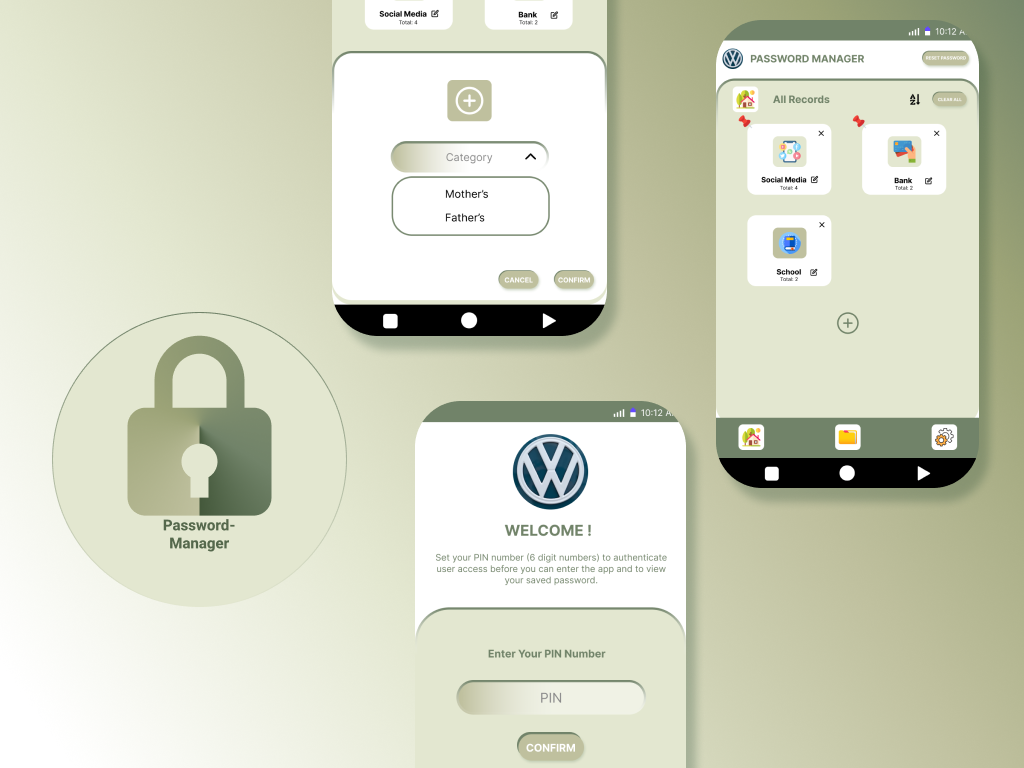 Social Media
Total: 4
Bank
Total: 2
Category
Mother's
Father's
CANCEL
CONFIRM
Password-
Manager
10:12 A
WELCOME !
Set your PIN number (6 digit numbers) to authenticate
user access before you can enter the app and to view
your saved password.
Enter Your PIN Number
PIN
CONFIRM
10:12 A
PASSWORD MANAGER
RESET PASSWORD
All Records
CLEAR ALL
Social Media
Total: 4
Bank
Total: 2
School
Total: 2